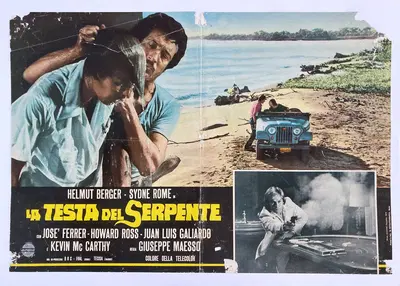 HELMUT BERGER - SYDNE ROME in
LA TESTA DEL SERPENTE
con JOSE' FERRER - HOWARD ROSS - JUAN LUIS GALIARDO
e KEVIN Mc CARTHY regia GIUSEPPE MAESSO
COLORE DELLA TELECOLOR